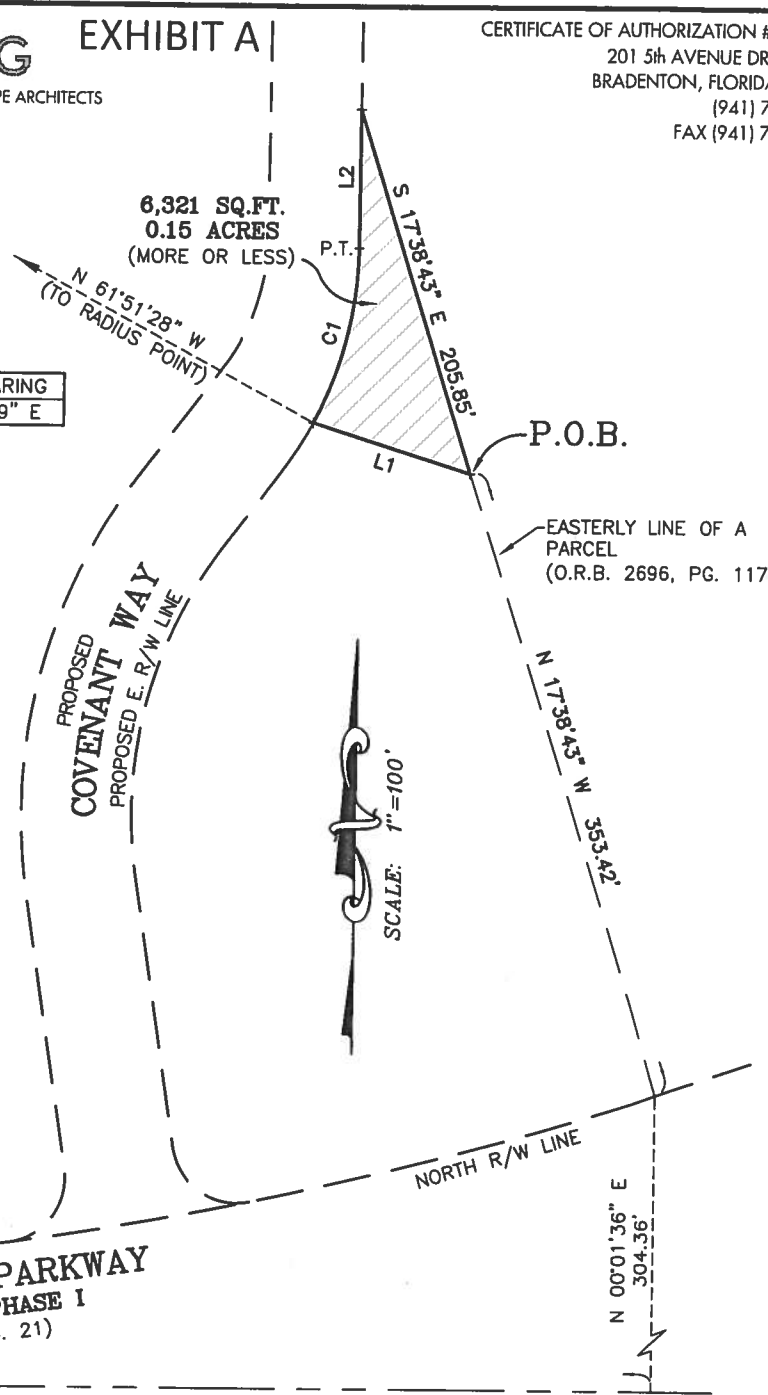 EXHIBIT A
G
PE ARCHITECTS
CERTIFICATE OF AUTHORIZATION #
201 5th AVENUE DR
BRADENTON, FLORIDA
(941) 7
FAX (941) 7
6,321 SQ.FT.
0.15 ACRES
(MORE OR LESS)
L2
P.T.
S 17°38'43" E 205.85'
N 61°51'28" W
(TO RADIUS POINT)
C1
ARING
9" E
L1
P.O.B.
EASTERLY LINE OF A
PARCEL
(O.R.B. 2696, PG. 117
PROPOSED
COVENANT WAY
PROPOSED E. R/W LINE
N 17°38'43" W 353.42'
SCALE: 1"=100'
NORTH R/W LINE
N 00°01'36" E
304.36'
PARKWAY
PHASE I
. 21)